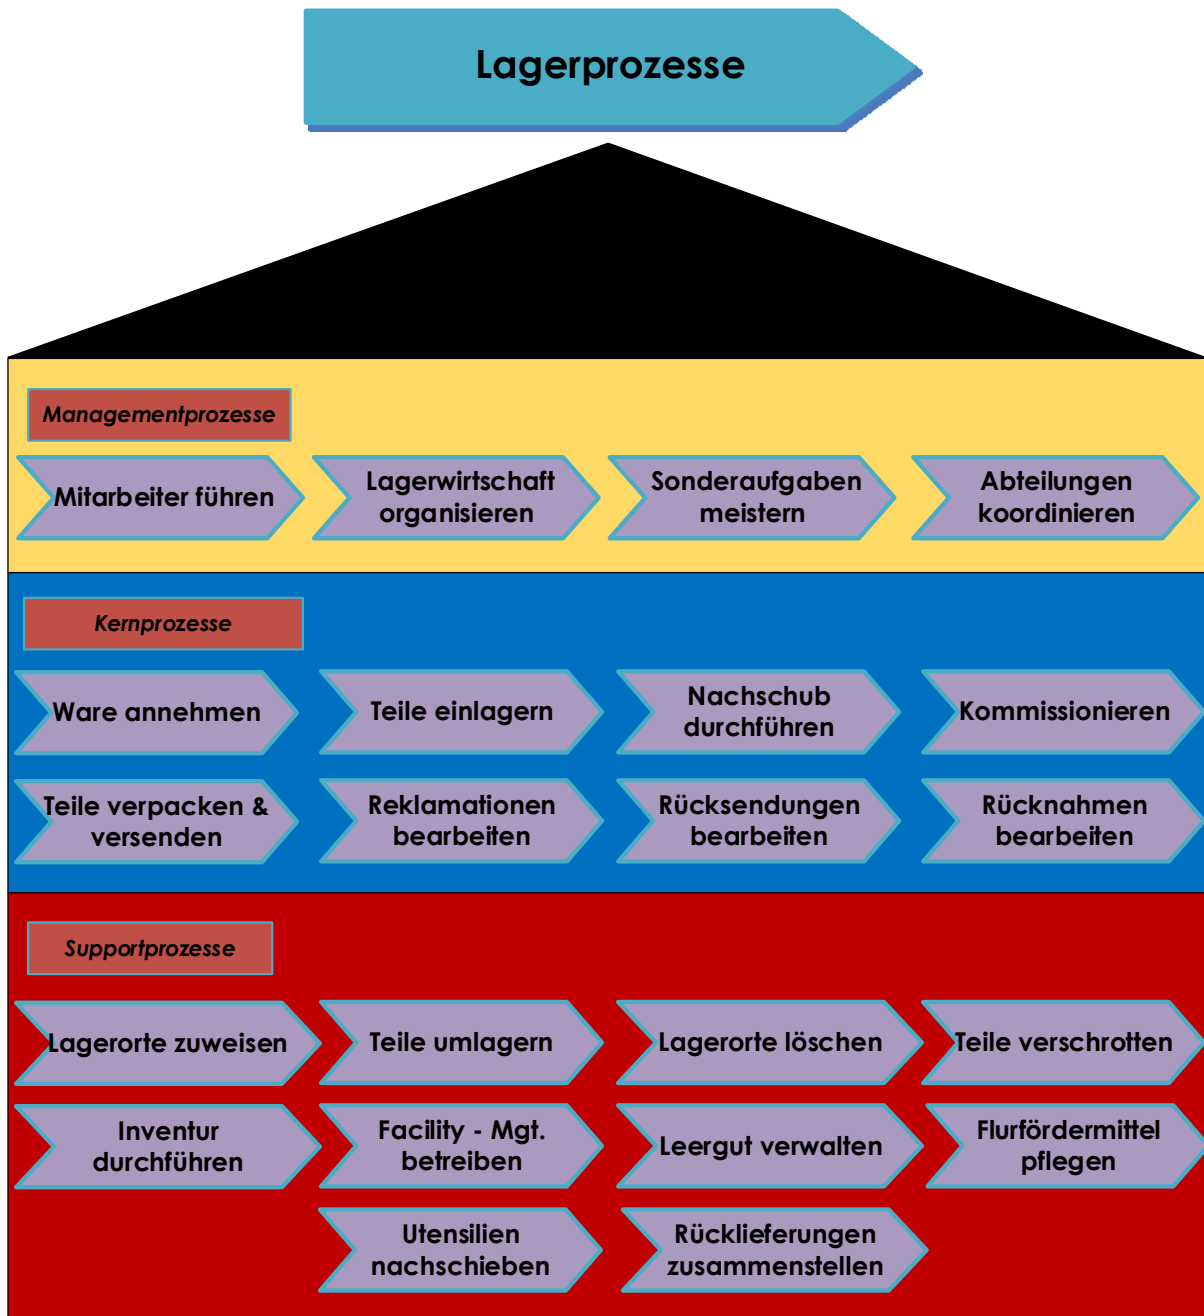 Lagerprozesse
Managementprozesse
Mitarbeiter führen
Lagerwirtschaft
organisieren
Sonderaufgaben
meistern
Abteilungen
koordinieren
Kernprozesse
Ware annehmen
Teile einlagern
Nachschub
durchführen
Kommissionieren
Teile verpacken &
versenden
Reklamationen
bearbeiten
Rücksendungen
bearbeiten
Rücknahmen
bearbeiten
Supportprozesse
Lagerorte zuweisen
Teile umlagern
Lagerorte löschen
Teile verschrotten
Inventur
durchführen
Facility - Mgt.
betreiben
Leergut verwalten
Flurfördermittel
pflegen
Utensilien
nachschieben
Rücklieferungen
zusammenstellen